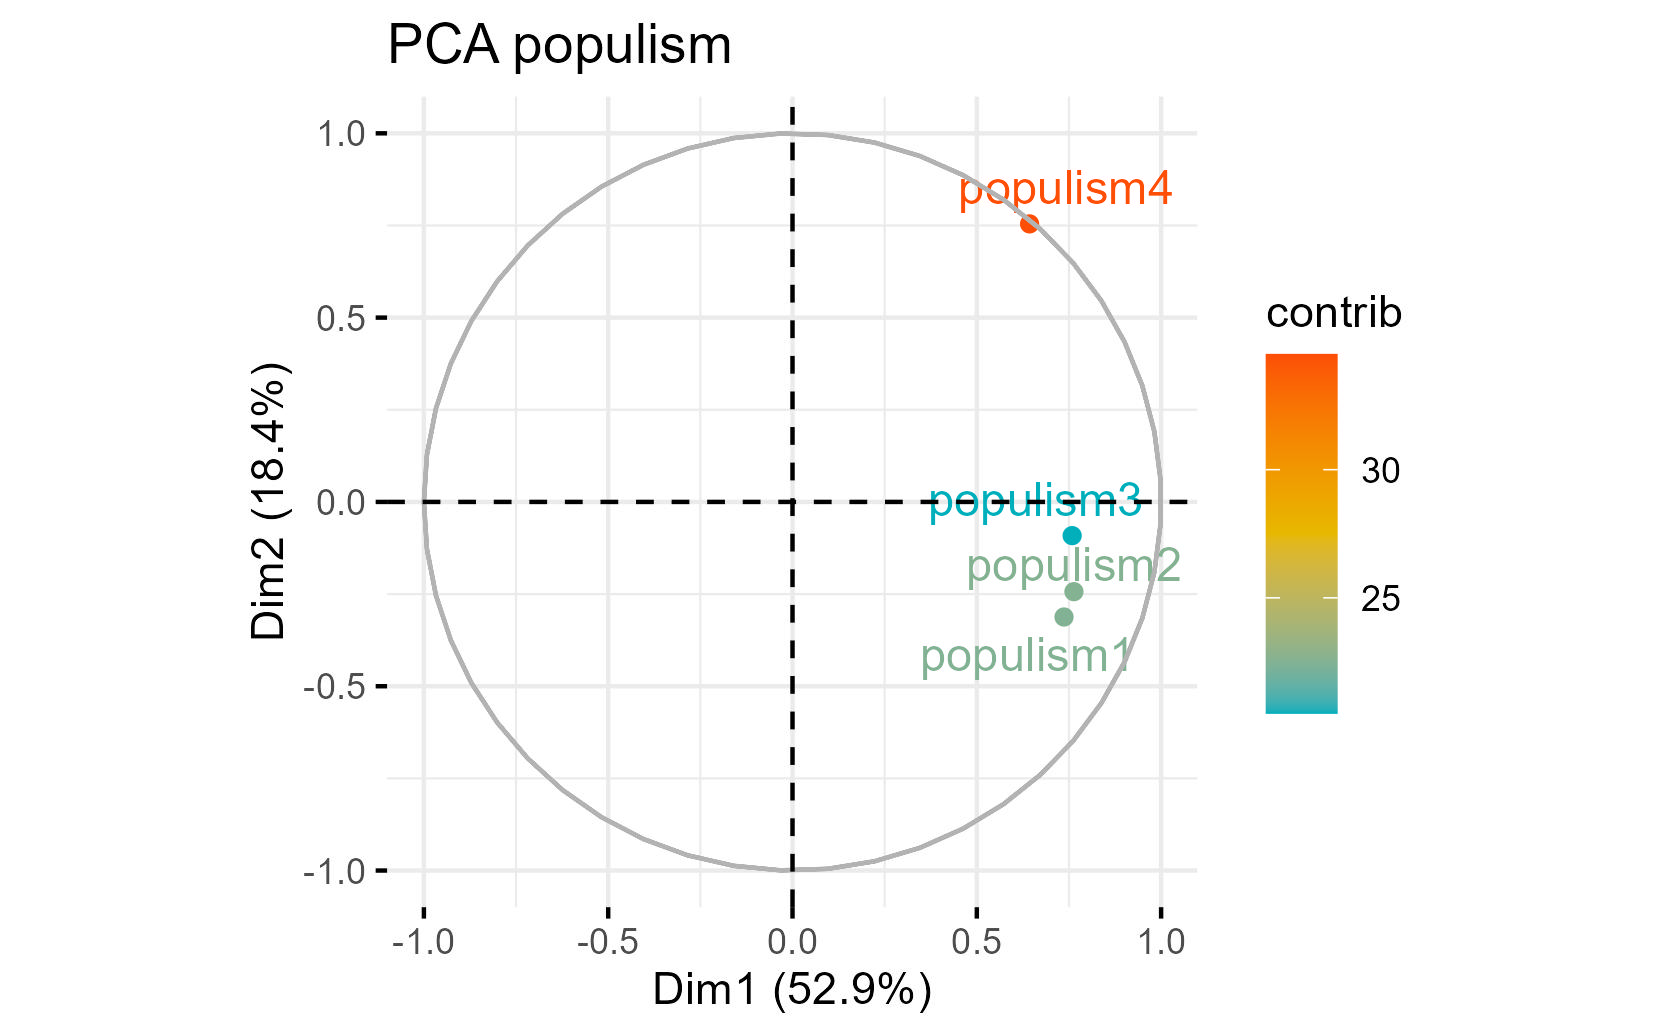 PCA populism
1.0
0.5
0.0
-0.5
-1.0
Dim2 (18.4%)
populism4
populism3
populism2
populism1
-1.0
-0.5
0.0
0.5
1.0
Dim1 (52.9%)
contrib
30
25